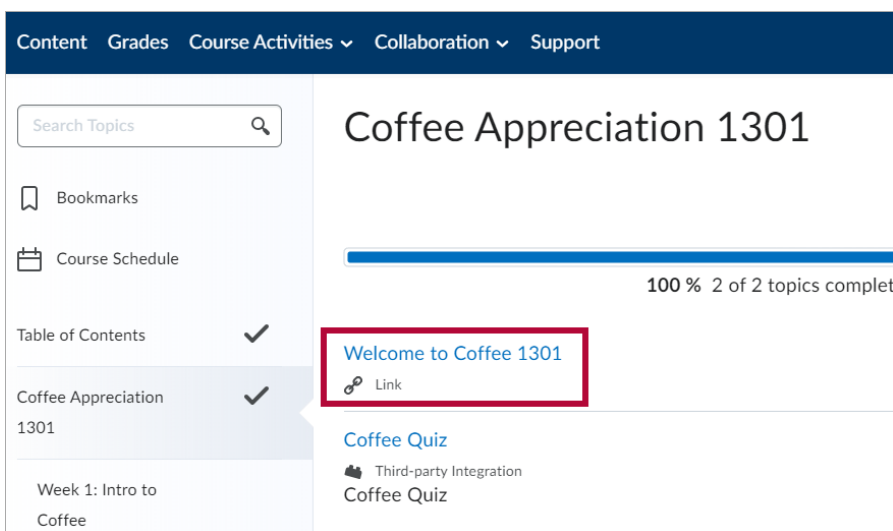 Content Grades Course Activities Collaboration Support
Search Topics
Bookmarks
Course Schedule
Table of Contents
Coffee Appreciation
1301
Week 1: Intro to
Coffee
Coffee Appreciation 1301
100 % 2 of 2 topics complet
Welcome to Coffee 1301
Link
Coffee Quiz
Third-party Integration
Coffee Quiz